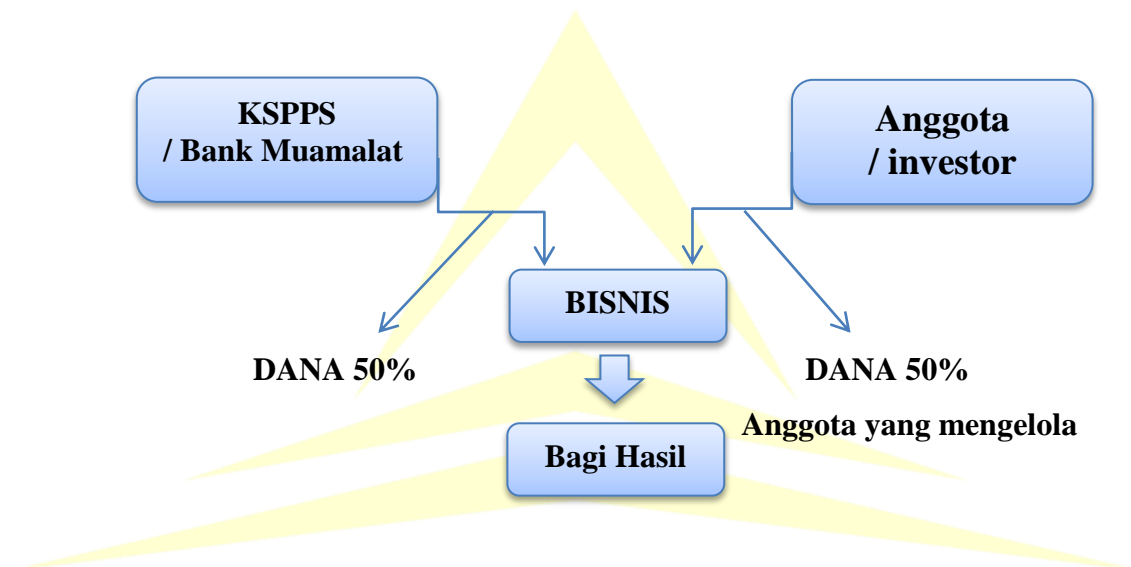 KSPPS
/ Bank Muamalat
Anggota
/ investor
BISNIS
DANA 50%
DANA 50%
Anggota yang mengelola
Bagi Hasil